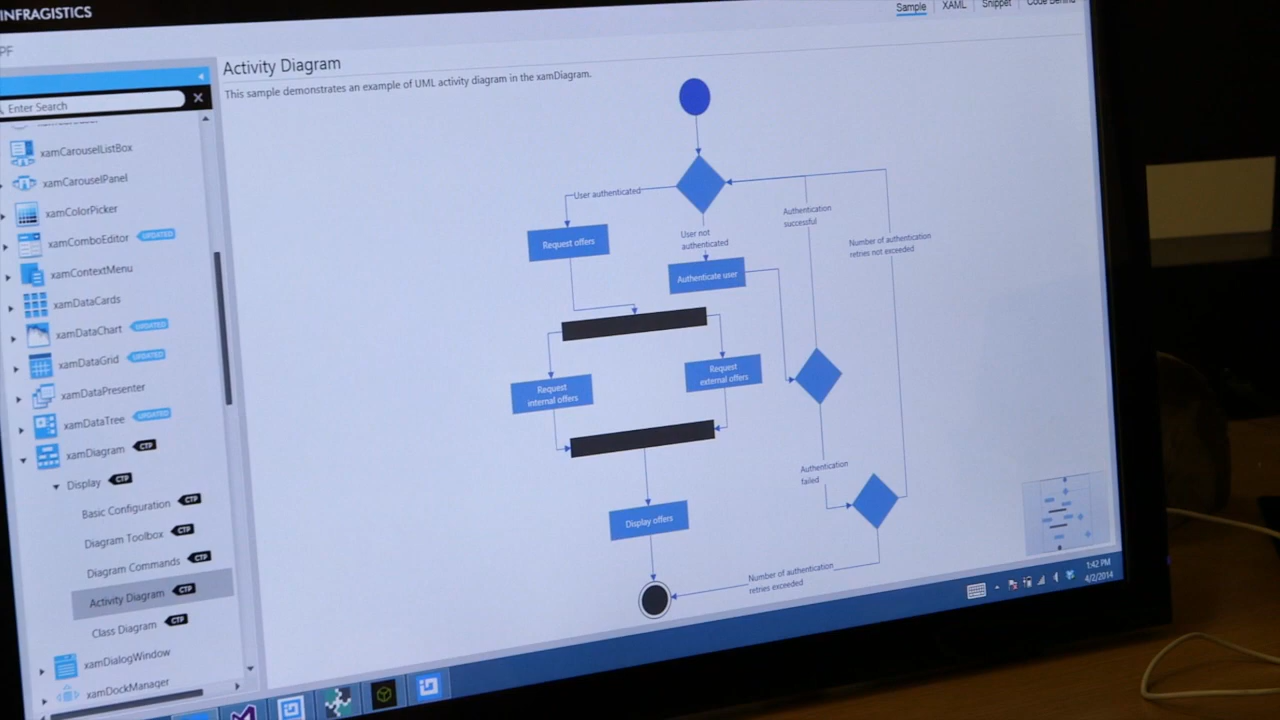 INFRAGISTICS
Sample
XAML
Snippet
Code Behind
PF
Activity Diagram
This sample demonstrates an example of UML activity diagram in the xamDiagram.
Enter Search
xamCarouselListBox
xamCarouselPanel
xamColorPicker
xamComboEditor UPDATED
xamContextMenu
xamDataCards
xamDataChart UPDATED
xamDataGrid UPDATED
xamDataPresenter
xamDataTree UPDATED
xamDiagram CTP
Display CTP
Basic Configuration CTP
Diagram Toolbox CTP
Diagram Commands CTP
Activity Diagram CTP
Class Diagram CTP
xamDialogWindow
xamDockManager
User authenticated
Request offers
User not
authenticated
Authenticate user
Authentication
successful
Number of authentication
retries not exceeded
Request
internal offers
Request
external offers
Authentication
failed
Display offers
Number of authentication
retries exceeded
1:42 PM
4/2/2014